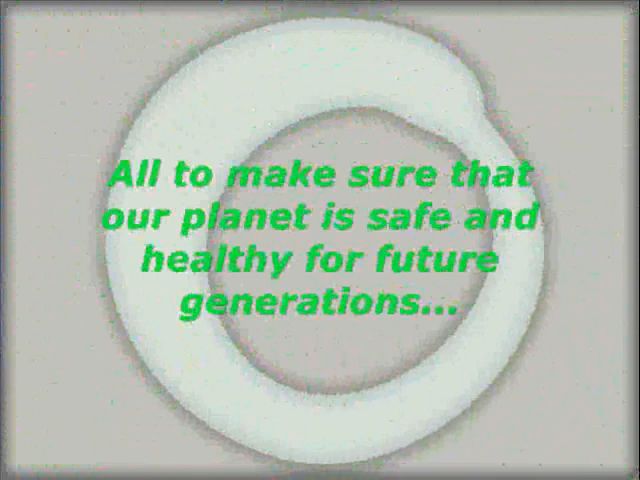 All to make sure that
our planet is safe and
healthy for future
generations...